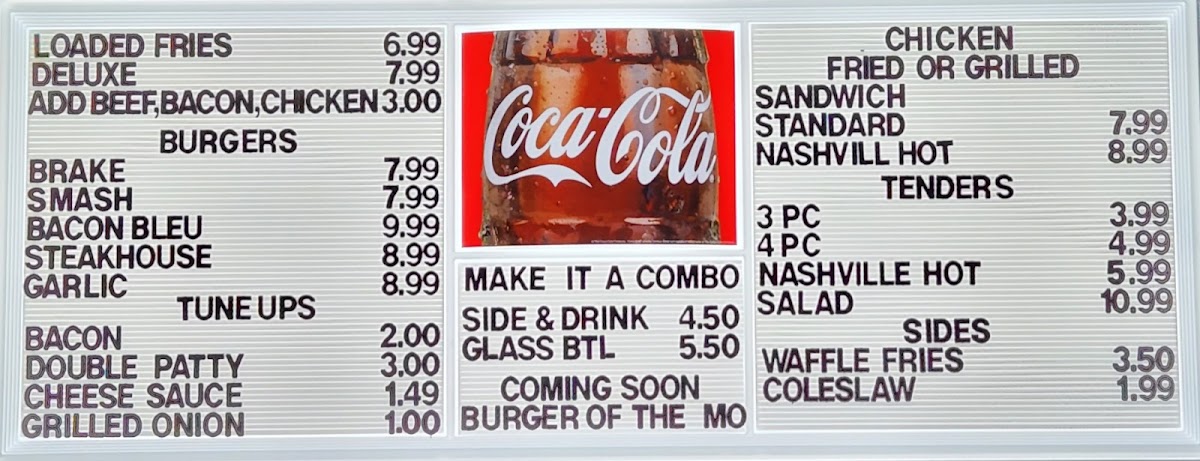 LOADED FRIES 6.99
DELUXE 7.99
ADD BEEF,BACON,CHICKEN 3.00
BURGERS
BRAKE 7.99
SMASH 7.99
BACON BLEU 9.99
STEAKHOUSE 8.99
GARLIC 8.99
TUNE UPS
BACON 2.00
DOUBLE PATTY 3.00
CHEESE SAUCE 1.49
GRILLED ONION 1.00
Coca-Cola
MAKE IT A COMBO
SIDE & DRINK 4.50
GLASS BTL 5.50
COMING SOON
BURGER OF THE MO
CHICKEN
FRIED OR GRILLED
SANDWICH
STANDARD 7.99
NASHVILL HOT 8.99
TENDERS
3 PC 3.99
4 PC 4.99
NASHVILLE HOT 5.99
SALAD 10.99
SIDES
WAFFLE FRIES 3.50
COLESLAW 1.99